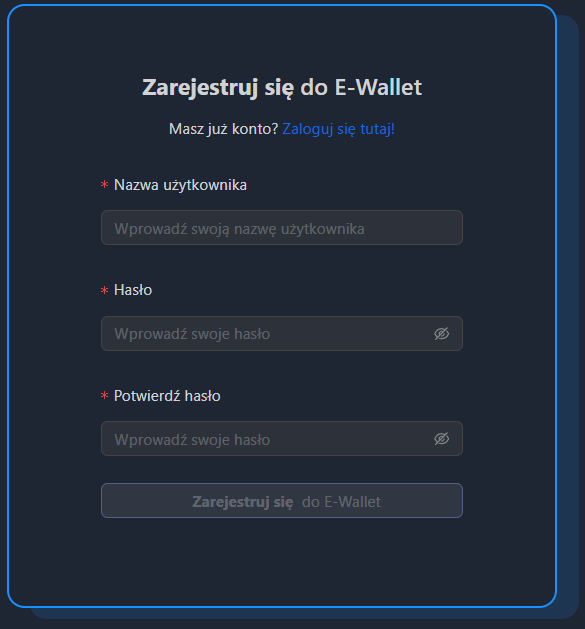 Zarejestruj się do E-Wallet
Masz już konto? Zaloguj się tutaj!
* Nazwa użytkownika
Wprowadź swoją nazwę użytkownika
* Hasło
Wprowadź swoje hasło
* Potwierdź hasło
Wprowadź swoje hasło
Zarejestruj się do E-Wallet